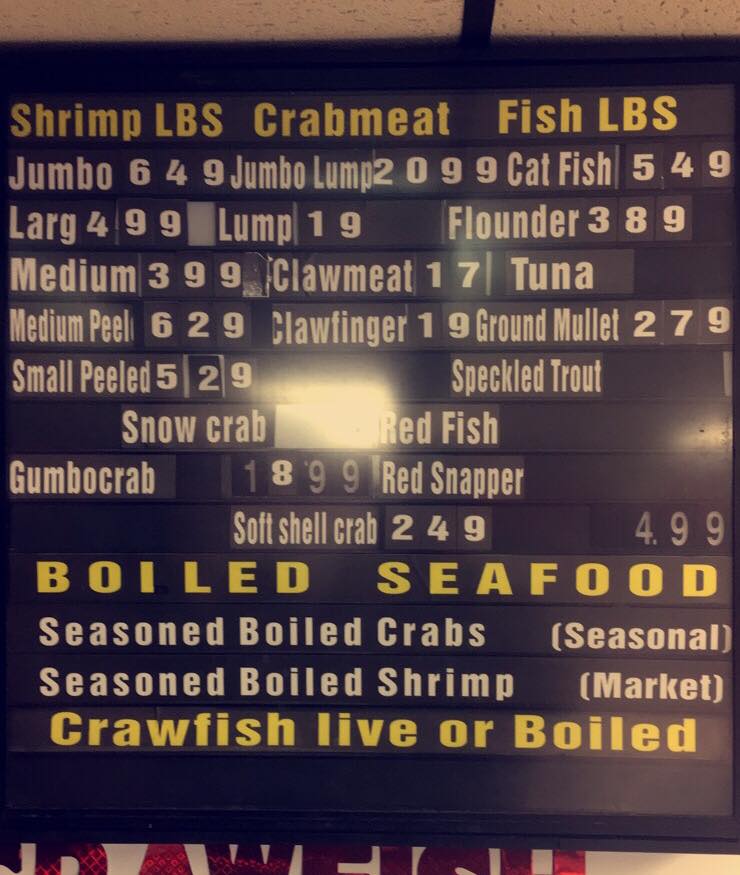 Shrimp LBS Crabmeat Fish LBS
Jumbo 6 4 9 Jumbo Lump 2 0 9 9 Cat Fish 5 4 9
Larg 4 9 9 Lump 1 9 Flounder 3 8 9
Medium 3 9 9 Clawmeat 1 7 Tuna
Medium Peel 6 2 9 Clawfinger 1 9 Ground Mullet 2 7 9
Small Peeled 5 2 9 Speckled Trout
Snow crab Red Fish
Gumbocrab 1 8 9 9 Red Snapper
Soft shell crab 2 4 9 4. 9 9
BOILED SEAFOOD
Seasoned Boiled Crabs (Seasonal)
Seasoned Boiled Shrimp (Market)
Crawfish live or Boiled